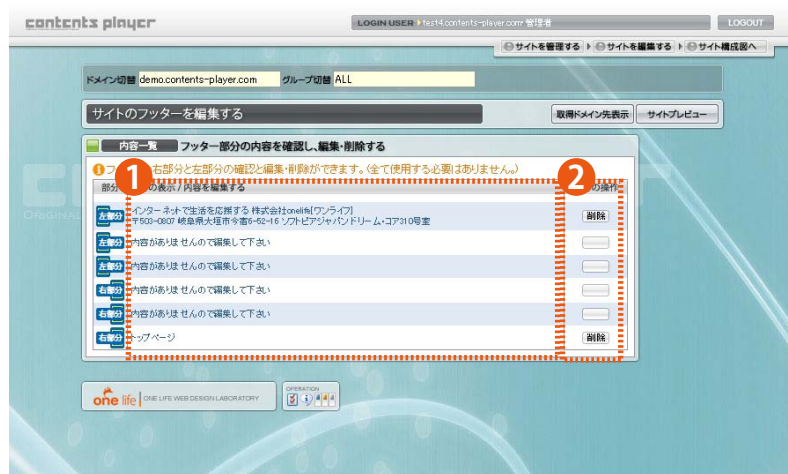 contents player
LOGIN USER test4.contents-player.com 管理者
LOGOUT
サイトを管理する サイトを編集する サイト構成図へ
ドメイン切替 demo.contents-player.com グループ切替 ALL
サイトのフッターを編集する
取得ドメイン先表示 サイトプレビュー
内容一覧 フッター部分の内容を確認し、編集・削除する
1
2
右部分と左部分の確認と編集・削除ができます。(全て使用する必要はありません。)
部分 の表示 / 内容を編集する の操作
左部分 インターネットで生活を応援する 株式会社onelife[ワンライフ]
〒503-0807 岐阜県大垣市今宿6-52-16 ソフトピアジャパンドリーム・コア310号室
削除
左部分 内容がありませんので編集して下さい
左部分 内容がありませんので編集して下さい
右部分 内容がありませんので編集して下さい
右部分 内容がありませんので編集して下さい
右部分 トップページ 削除
one life ONE LIFE WEB DESIGN LABORATORY
OPERATION